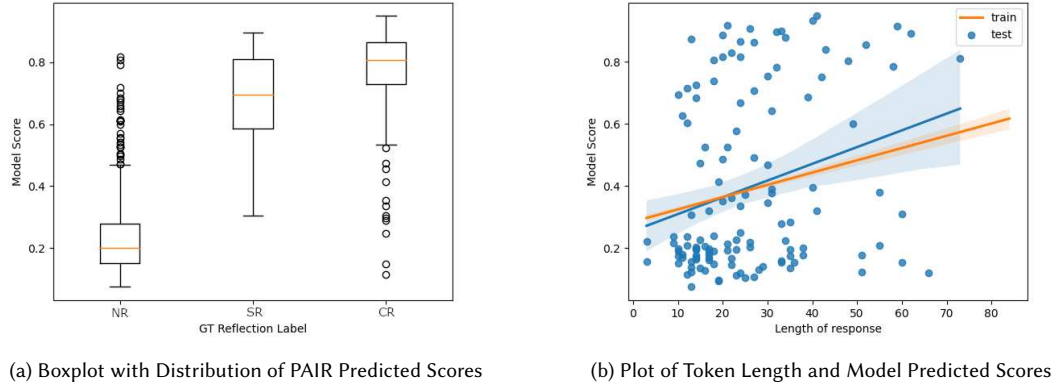 0.8
0.6
0.4
0.2
Model Score
NR
SR
CR
GT Reflection Label
(a) Boxplot with Distribution of PAIR Predicted Scores
train
test
0.8
0.6
0.4
0.2
Model Score
0
10
20
30
40
50
60
70
80
Length of response
(b) Plot of Token Length and Model Predicted Scores